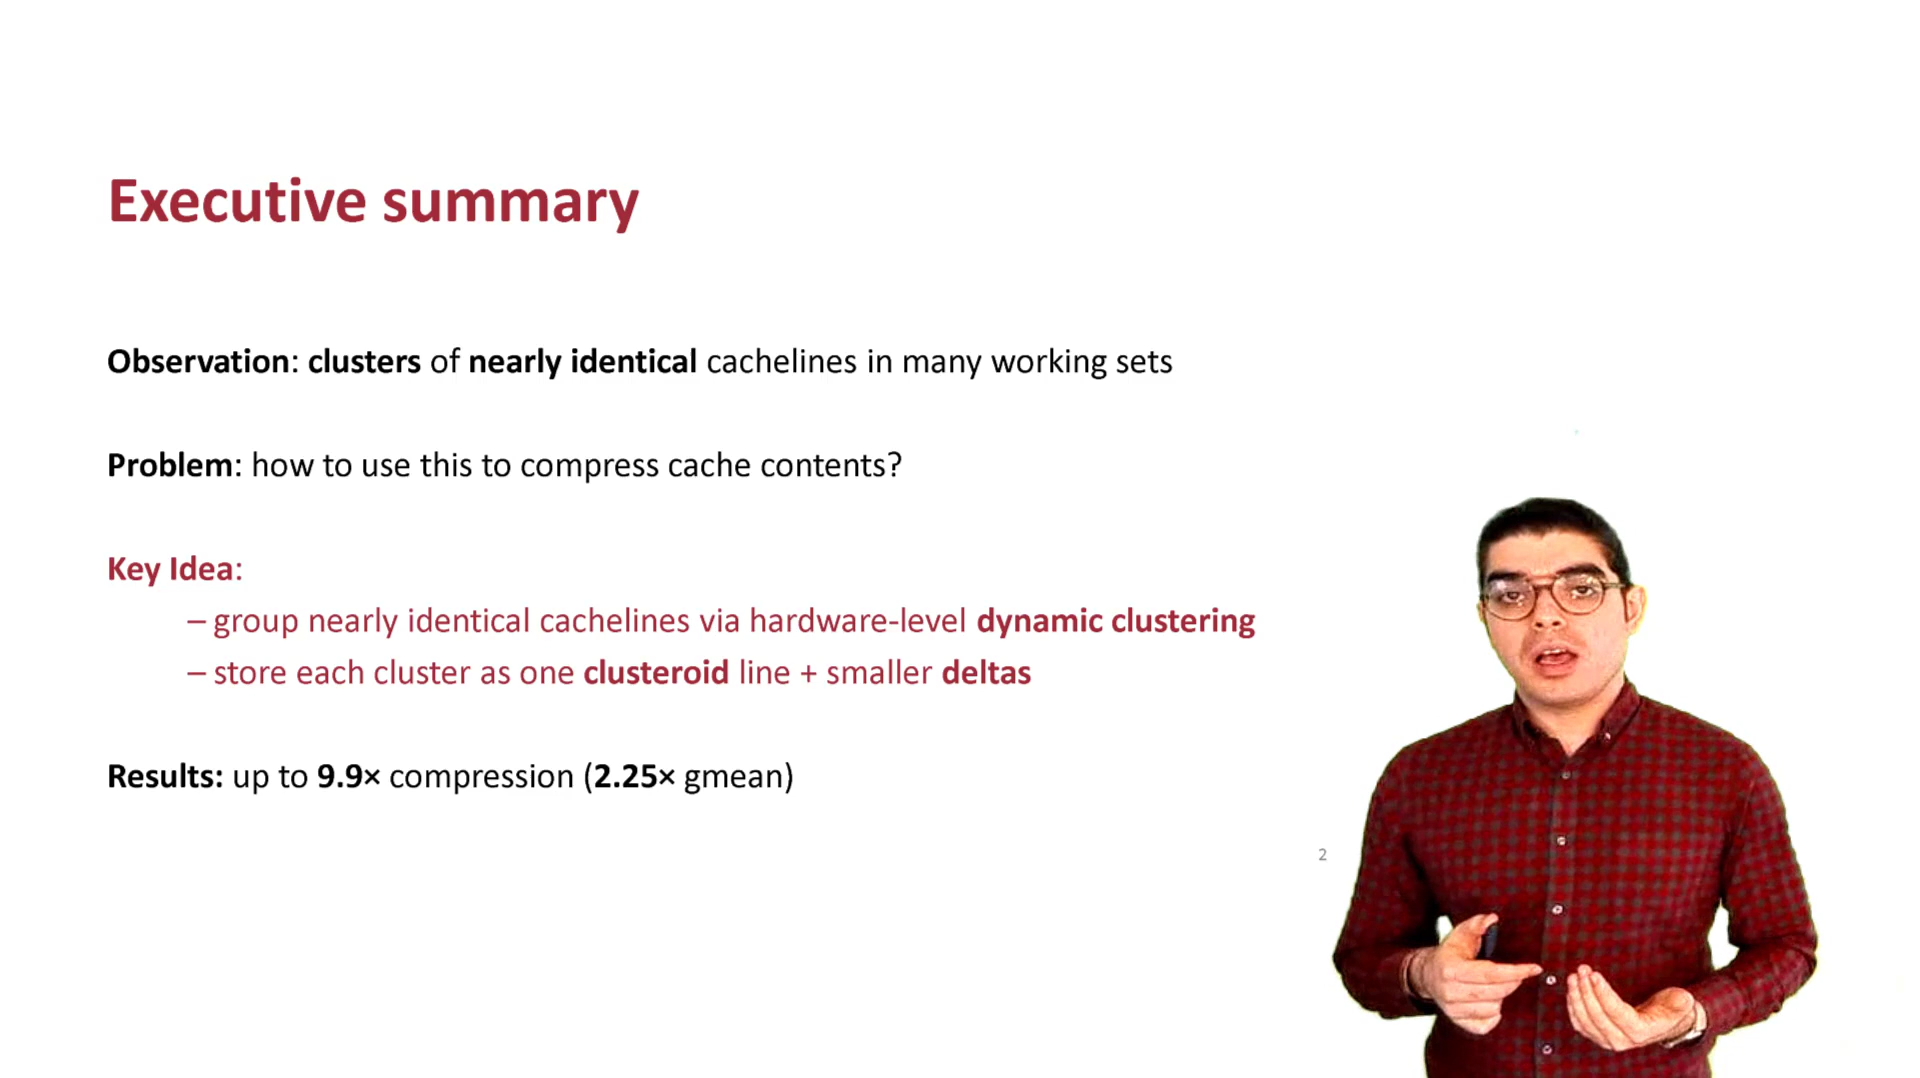 Executive summary
Observation: clusters of nearly identical cachelines in many working sets
Problem: how to use this to compress cache contents?
Key Idea:
– group nearly identical cachelines via hardware-level dynamic clustering
– store each cluster as one clusteroid line + smaller deltas
Results: up to 9.9× compression (2.25× gmean)
2